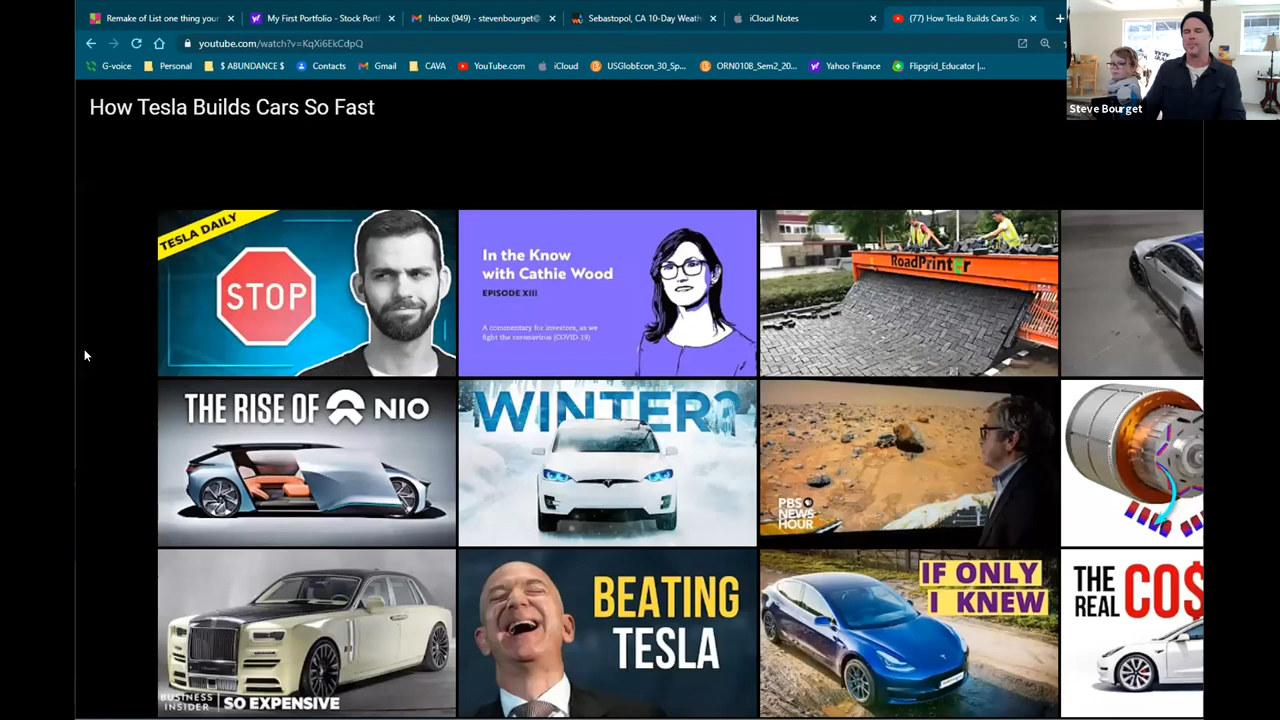 Remake of List one thing your
My First Portfolio - Stock Portf
Inbox (949) - stevenbourget@
Sebastopol, CA 10-Day Weath
iCloud Notes
(77) How Tesla Builds Cars So
youtube.com/watch?v=KqXi6EkCdpQ
G-voice
Personal
$ ABUNDANCE $
Contacts
Gmail
CAVA
YouTube.com
iCloud
USGlobEcon_30_Sp...
ORN010B_Sem2_20...
Yahoo Finance
Flipgrid_Educator |...
Steve Bourget
How Tesla Builds Cars So Fast
TESLA DAILY
STOP
In the Know
with Cathie Wood
EPISODE XIII
A commentary for investors, as we
fight the coronavirus (COVID-19)
RoadPrinter
THE RISE OF NIO
WINTER?
PBS
NEWS
HOUR
BUSINESS
INSIDER
SO EXPENSIVE
BEATING
TESLA
IF ONLY
I KNEW
THE
REAL
CO$